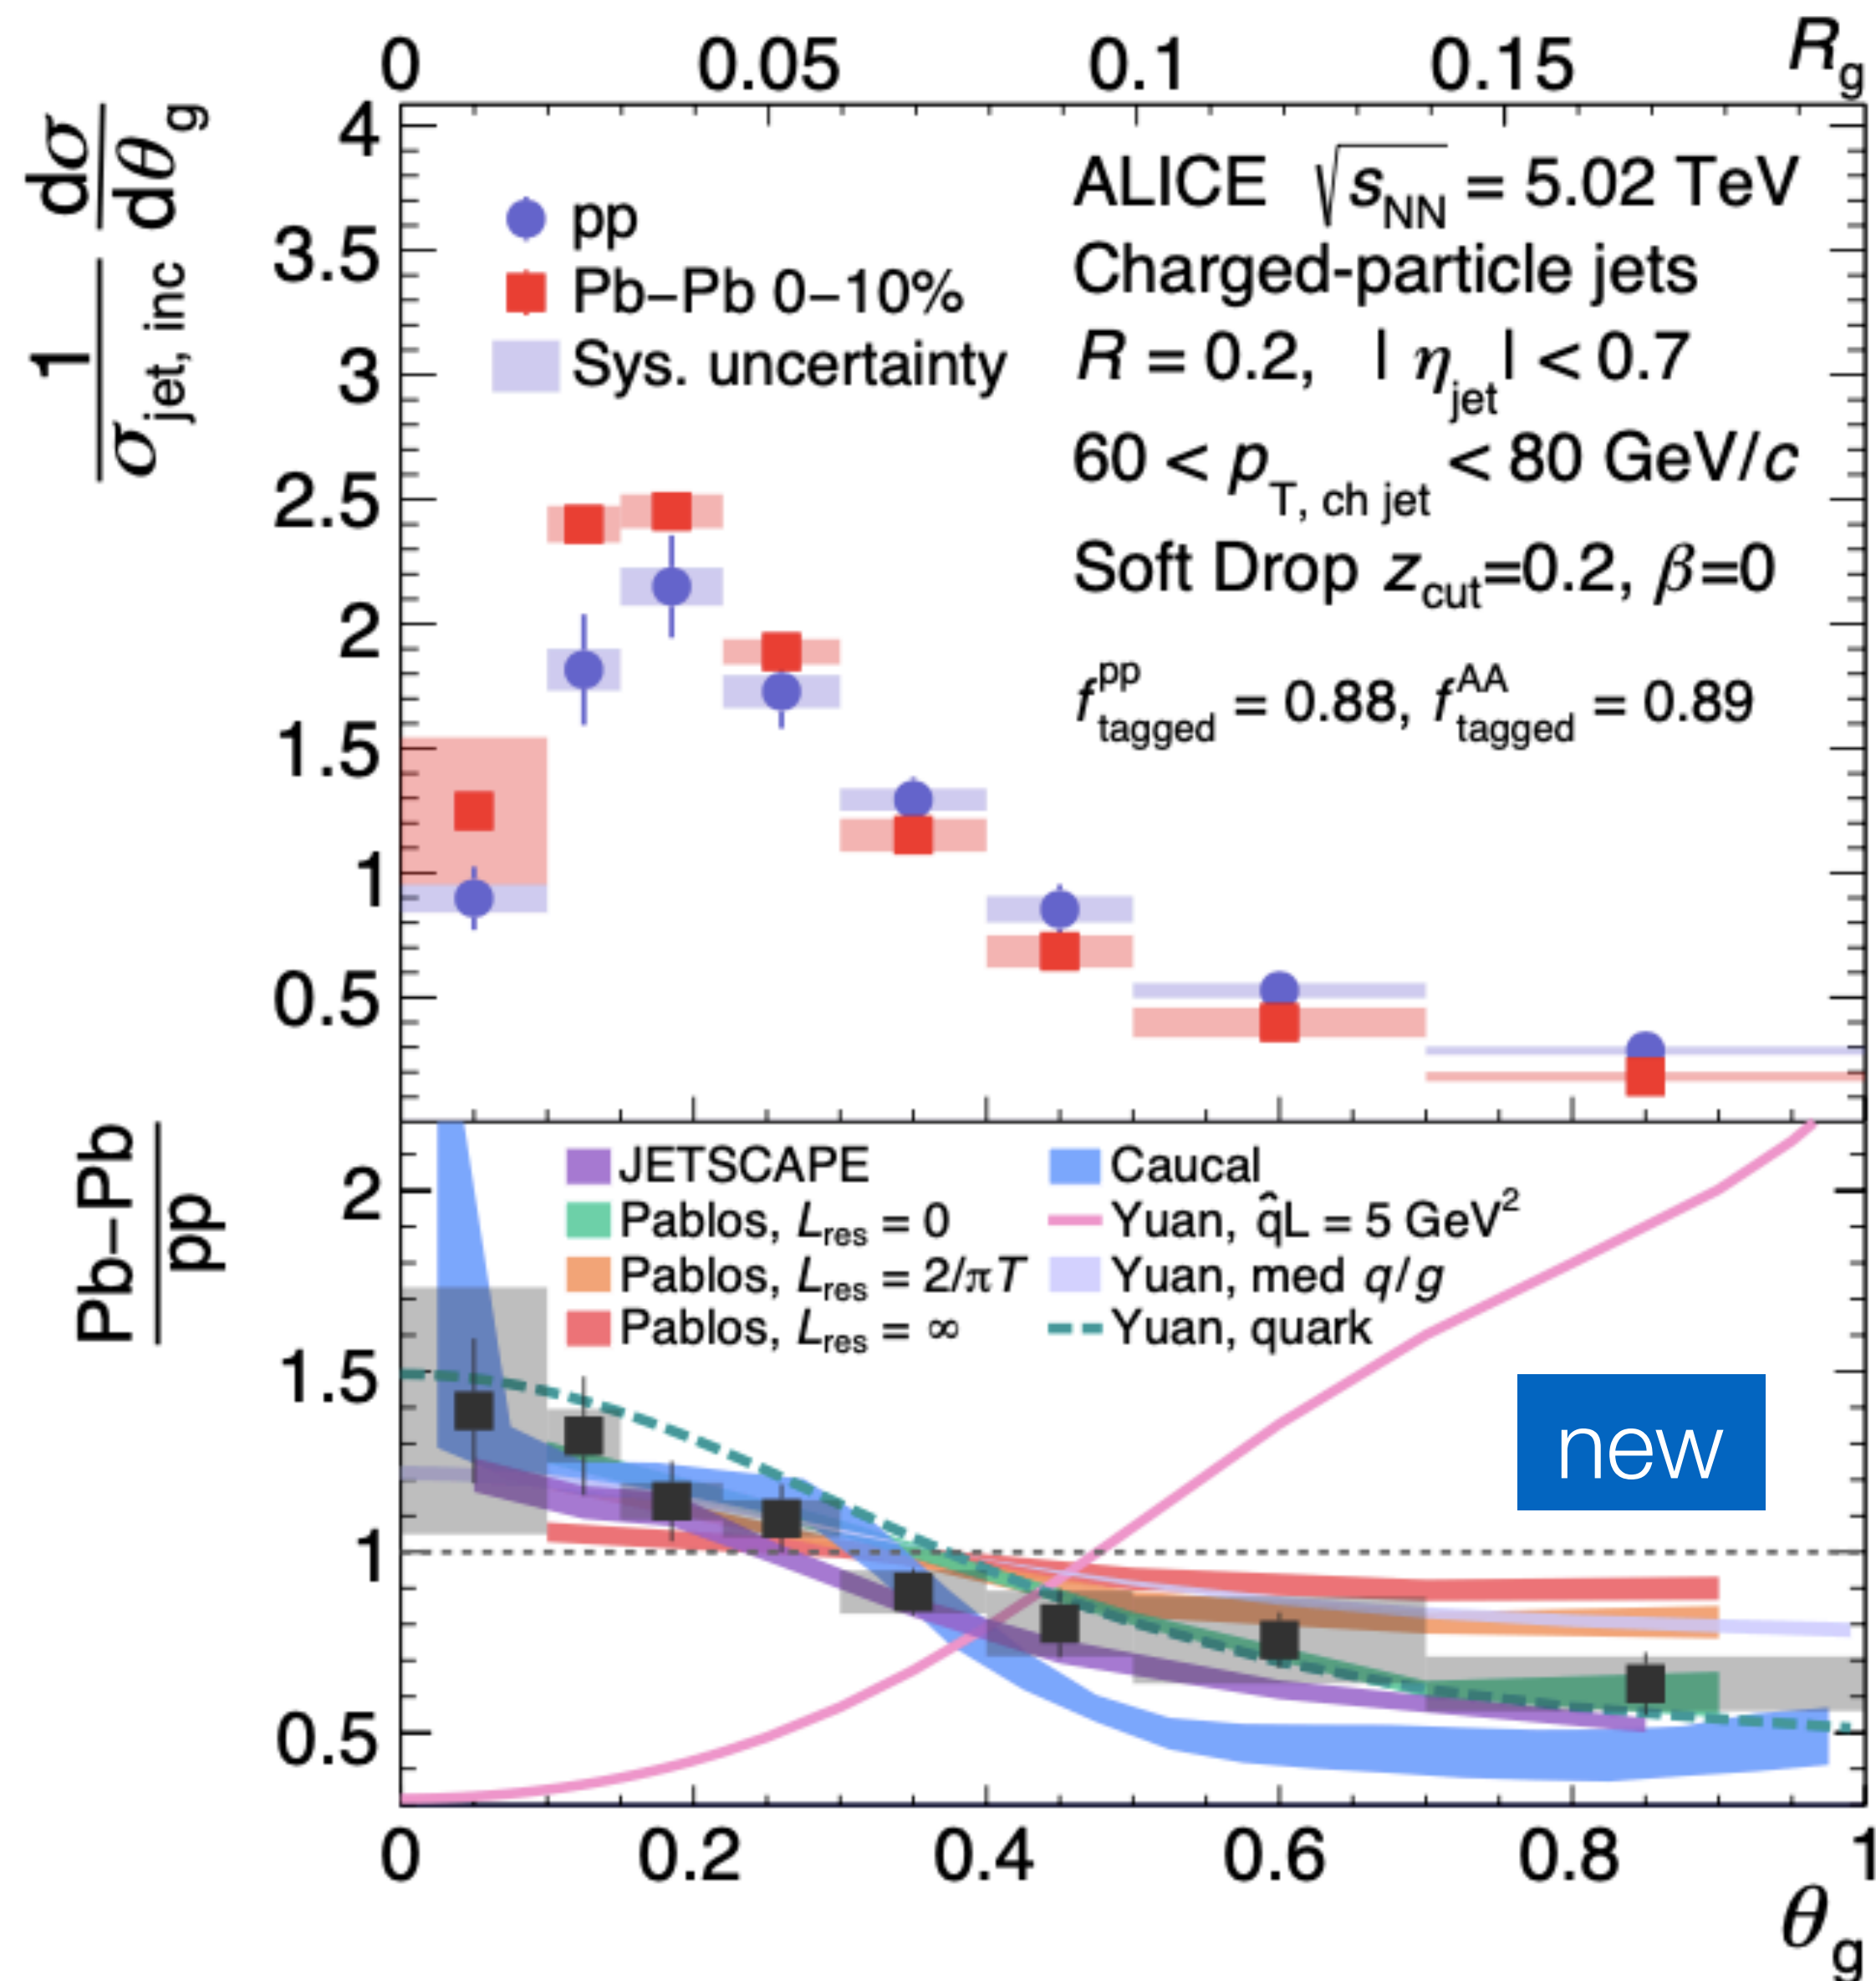 0 0.05 0.1 0.15 R_g
1/σ_jet, inc dσ/dθ_g
4
3.5
3
2.5
2
1.5
1
0.5
pp
Pb–Pb 0–10%
Sys. uncertainty
ALICE √s_NN = 5.02 TeV
Charged-particle jets
R = 0.2, | η_jet | < 0.7
60 < p_T, ch jet < 80 GeV/c
Soft Drop z_cut=0.2, β=0
f^pp_tagged = 0.88, f^AA_tagged = 0.89
Pb–Pb/pp
2
1.5
1
0.5
JETSCAPE
Pablos, L_res = 0
Pablos, L_res = 2/πT
Pablos, L_res = ∞
Caucal
Yuan, q̂L = 5 GeV²
Yuan, med q/g
Yuan, quark
new
0 0.2 0.4 0.6 0.8 1
θ_g